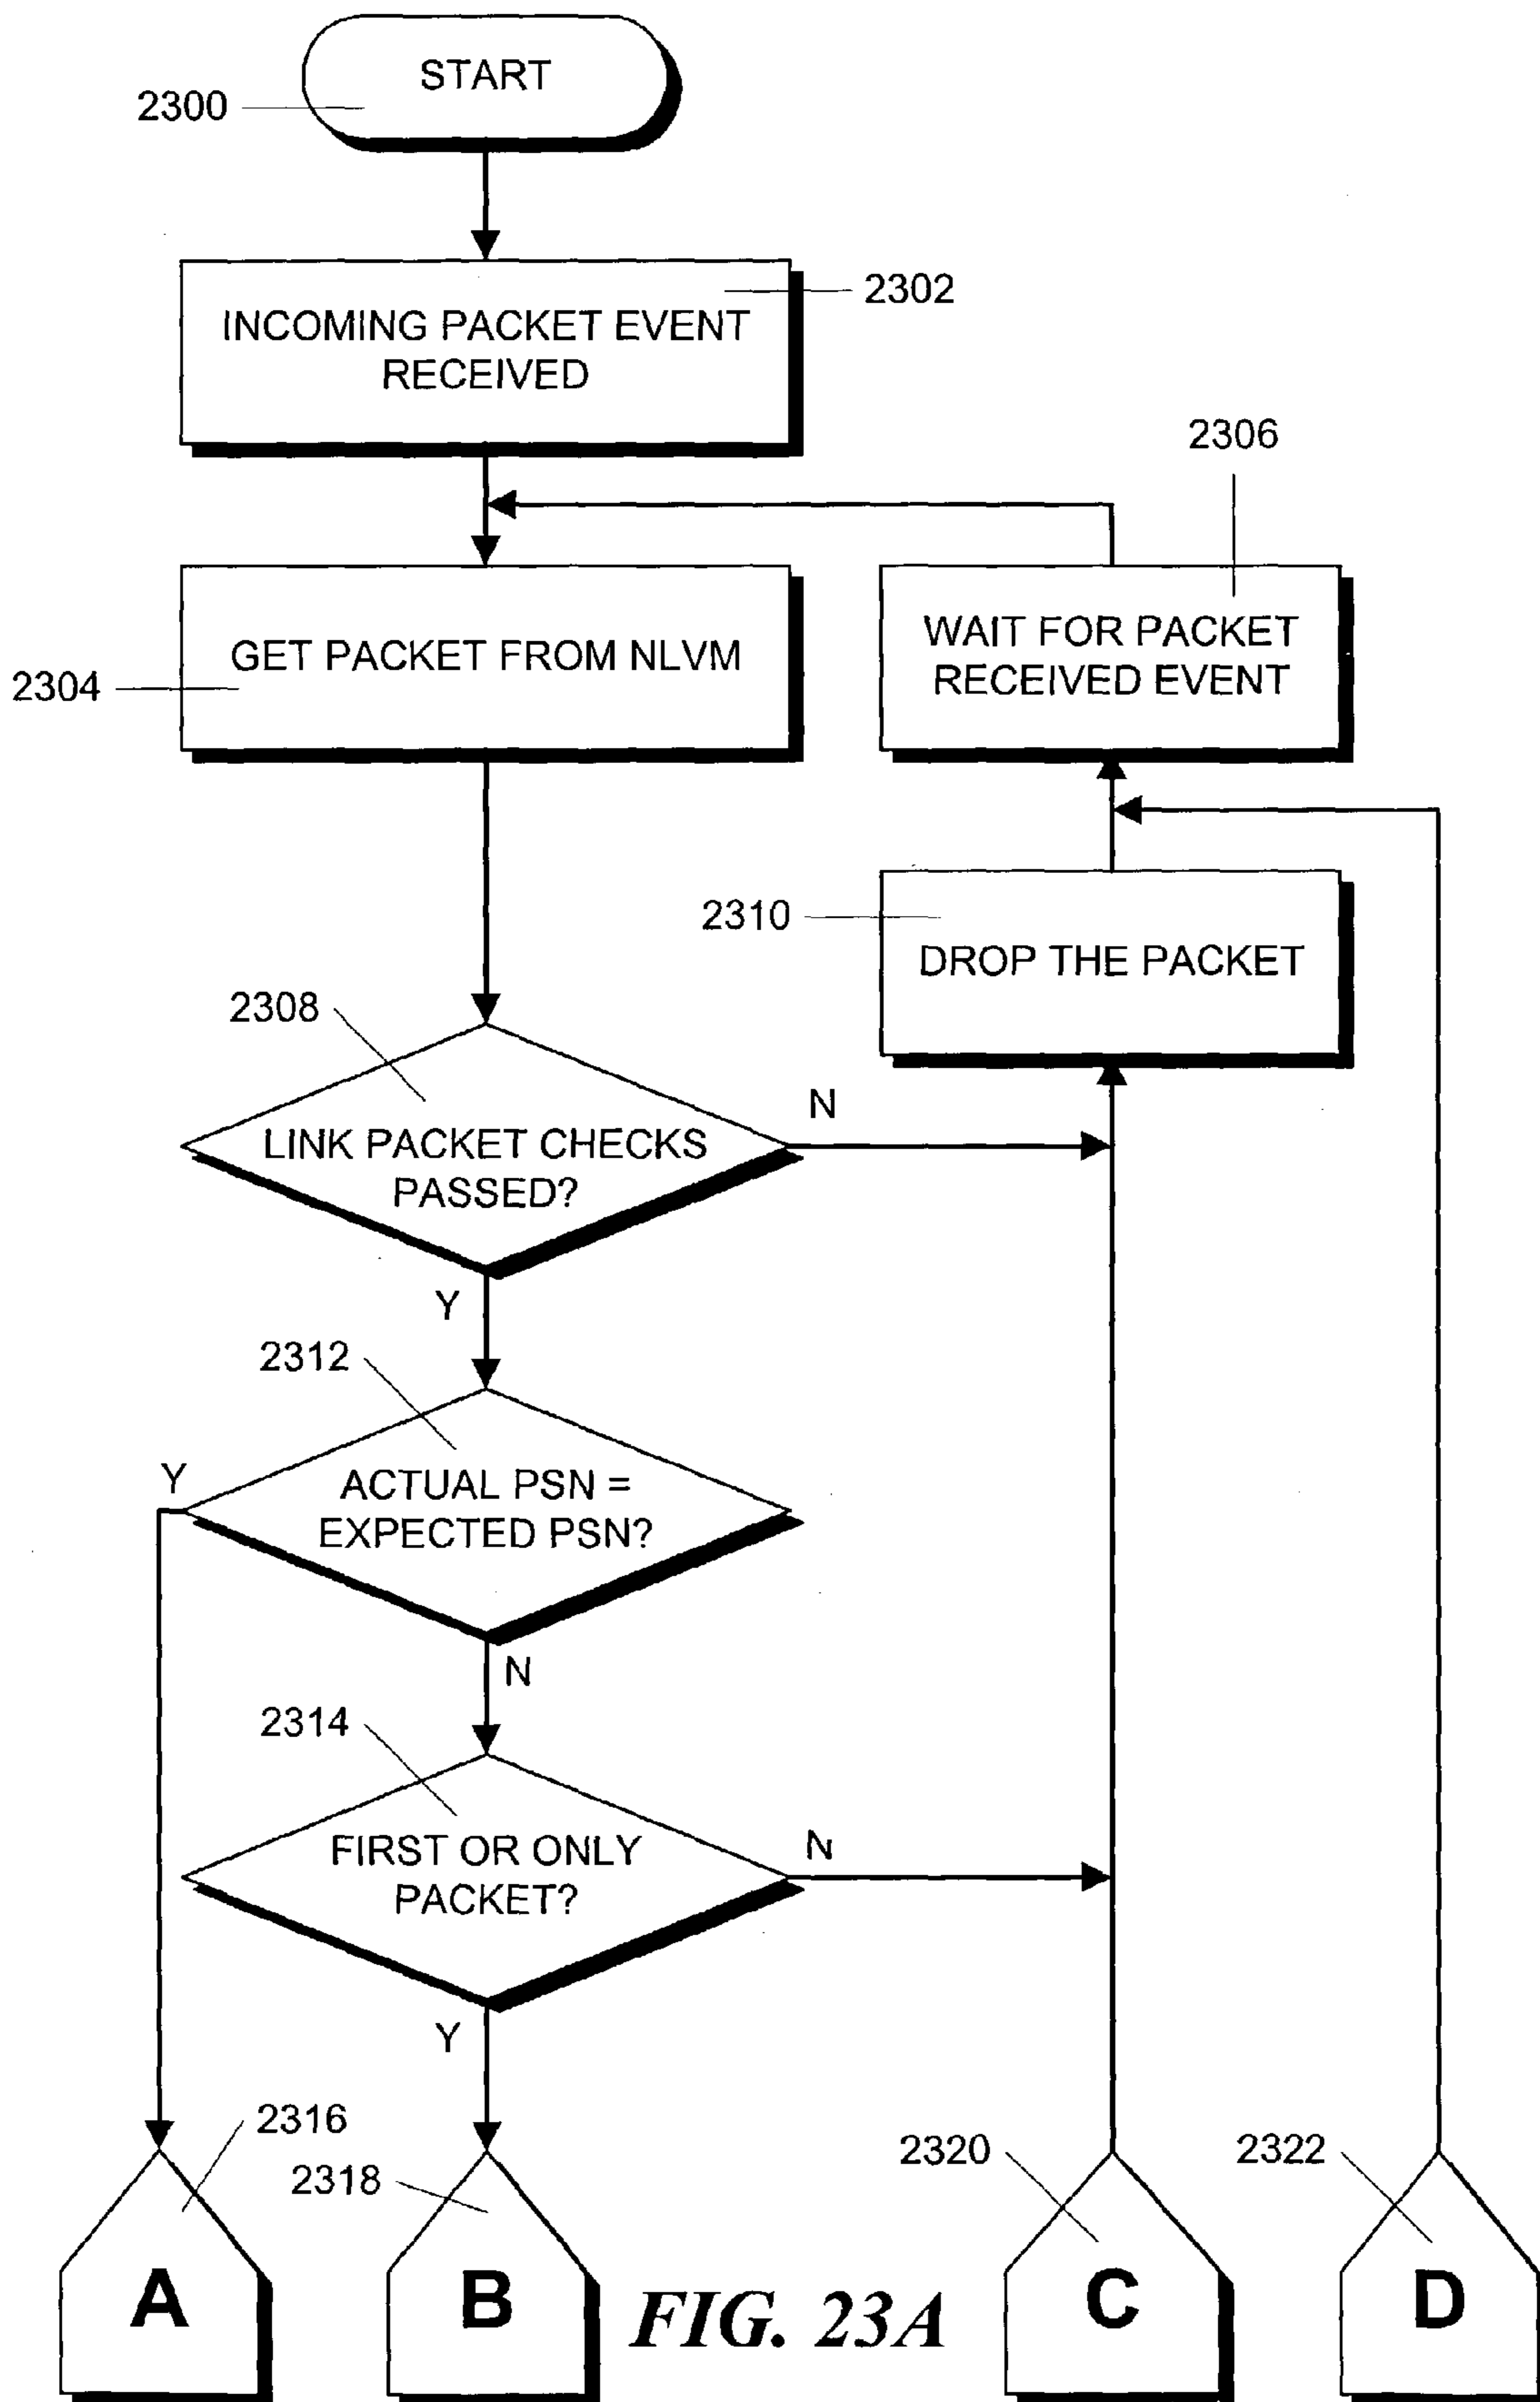 START
2300
2302
INCOMING PACKET EVENT
RECEIVED
2306
GET PACKET FROM NLVM
2304
WAIT FOR PACKET
RECEIVED EVENT
2310
DROP THE PACKET
2308
N
LINK PACKET CHECKS
PASSED?
Y
2312
Y
ACTUAL PSN =
EXPECTED PSN?
N
2314
FIRST OR ONLY
PACKET?
N
Y
2316
2318
2320
2322
A
B
C
D
FIG. 23A